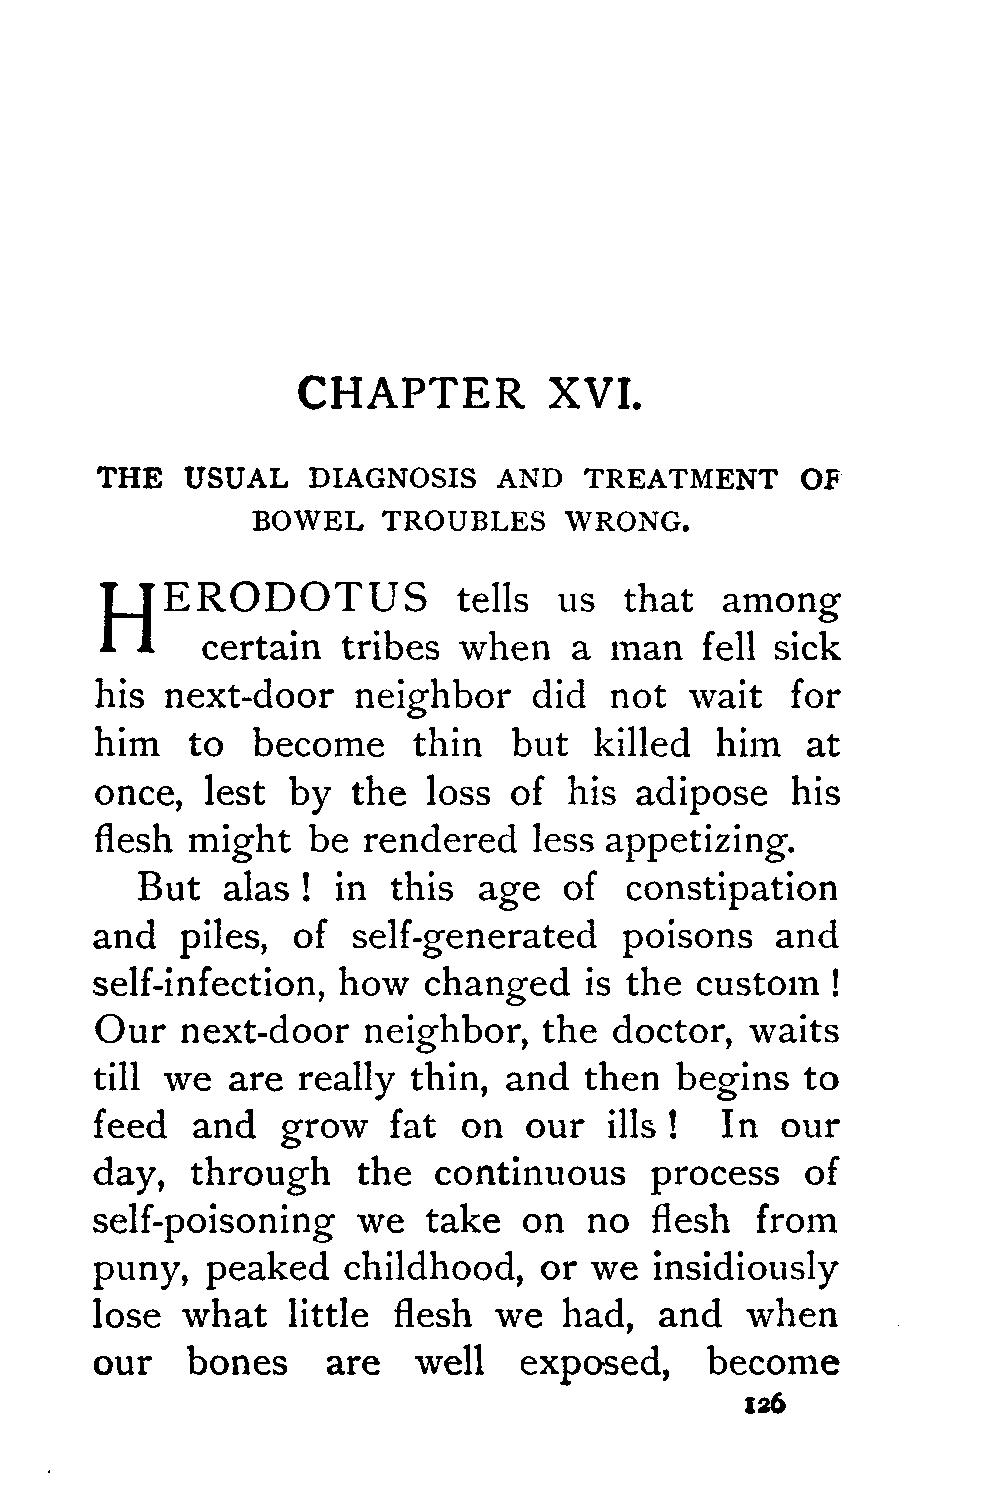 CHAPTER XVI.
THE USUAL DIAGNOSIS AND TREATMENT OF
BOWEL TROUBLES WRONG.
HERODOTUS tells us that among
certain tribes when a man fell sick
his next-door neighbor did not wait for
him to become thin but killed him at
once, lest by the loss of his adipose his
flesh might be rendered less appetizing.
But alas ! in this age of constipation
and piles, of self-generated poisons and
self-infection, how changed is the custom !
Our next-door neighbor, the doctor, waits
till we are really thin, and then begins to
feed and grow fat on our ills ! In our
day, through the continuous process of
self-poisoning we take on no flesh from
puny, peaked childhood, or we insidiously
lose what little flesh we had, and when
our bones are well exposed, become
126